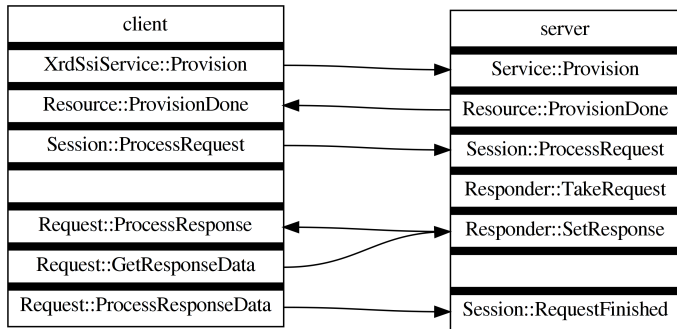 client
XrdSsiService::Provision
Resource::ProvisionDone
Session::ProcessRequest
Request::ProcessResponse
Request::GetResponseData
Request::ProcessResponseData
server
Service::Provision
Resource::ProvisionDone
Session::ProcessRequest
Responder::TakeRequest
Responder::SetResponse
Session::RequestFinished